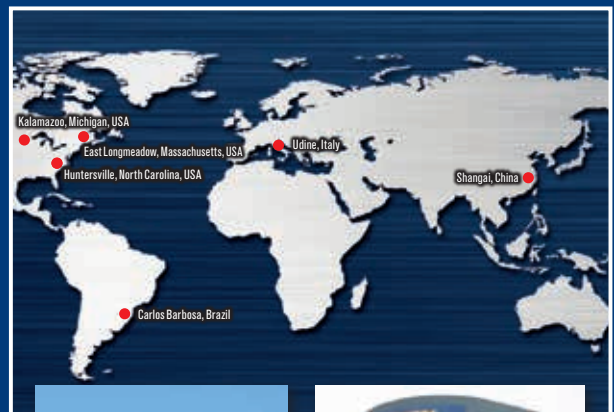 Kalamazoo, Michigan, USA
East Longmeadow, Massachusetts, USA
Huntersville, North Carolina, USA
Udine, Italy
Shangai, China
Carlos Barbosa, Brazil